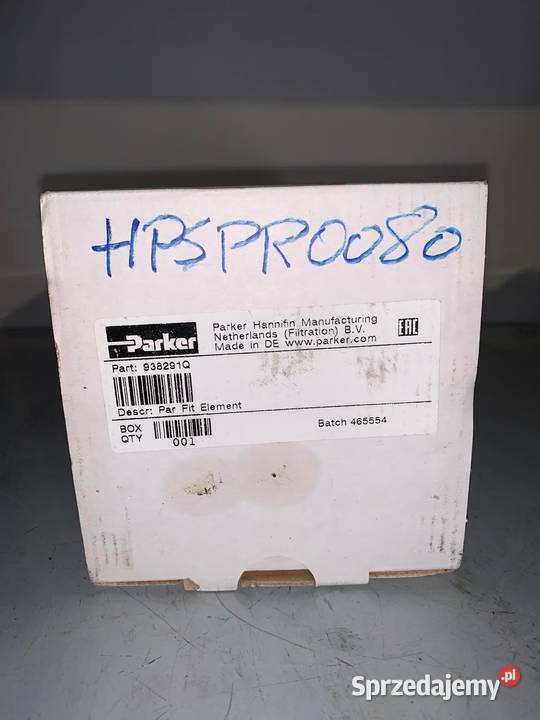 HPSPR0080
Parker
Parker Hannifin Manufacturing
Netherlands (Filtration) B.V.
Made in DE www.parker.com
EAC
Part: 938291Q
Descr: Par Fit Element
BOX
QTY
001
Batch 465554
Sprzedajemy.pl